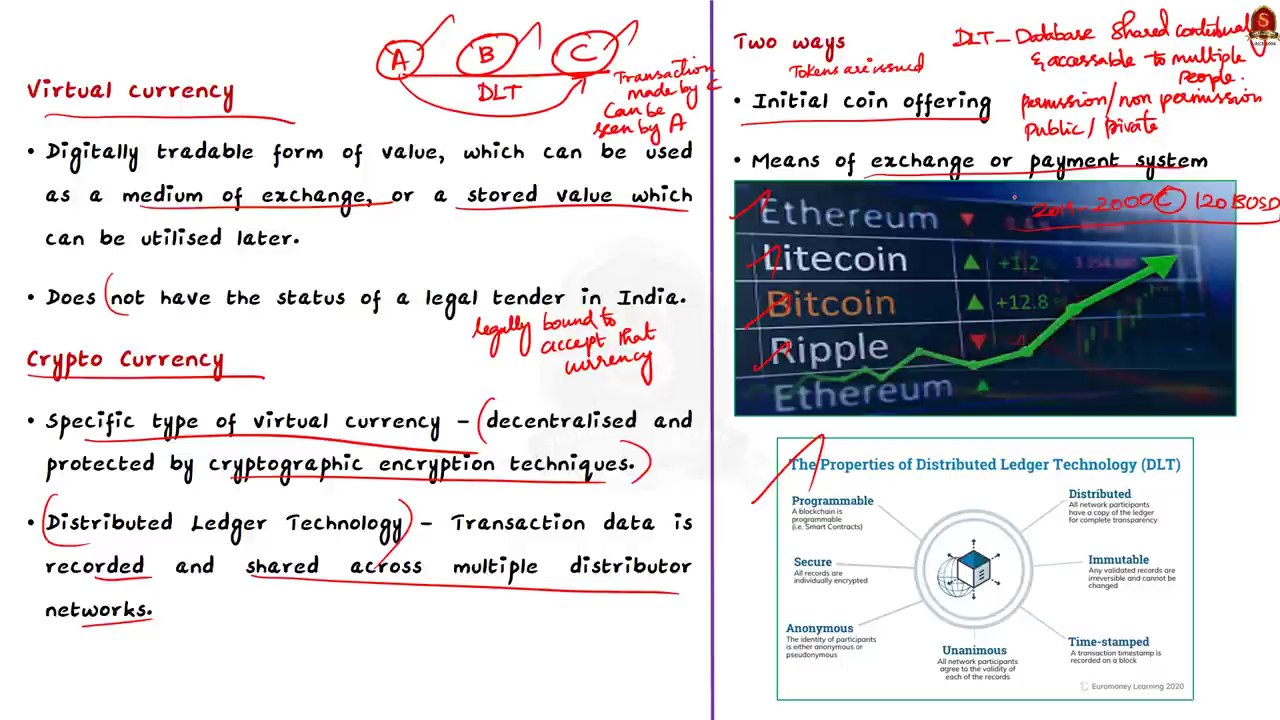 A B C
DLT
Transaction
made by C
can be
seen by A
Virtual currency
• Digitally tradable form of value, which can be used
as a medium of exchange, or a stored value which
can be utilised later.
• Does not have the status of a legal tender in India.
legally bound to
accept that
currency
Crypto Currency
• Specific type of virtual currency – (decentralised and
protected by cryptographic encryption techniques.)
• (Distributed Ledger Technology) – Transaction data is
recorded and shared across multiple distributor
networks.
Two ways
Tokens are issued
DLT – Database shared
& accessable to multiple
People.
permission/non permission
public / private
• Initial coin offering
• Means of exchange or payment system
Ethereum
2000 C 120 BUSD
Litecoin +1.2
Bitcoin +12.8 %
Ripple
Ethereum
The Properties of Distributed Ledger Technology (DLT)
Programmable
A blockchain is
programmable
(i.e. Smart Contracts)
Distributed
All network participants
have a copy of the ledger
for complete transparency
Secure
All records are
individually encrypted
Immutable
Any validated records are
irreversible and cannot be
changed
Anonymous
The identity of participants
is either anonymous or
pseudonymous
Unanimous
All network participants
agree to the validity of
each of the records
Time-stamped
A transaction timestamp is
recorded on a block
© Euromoney Learning 2020